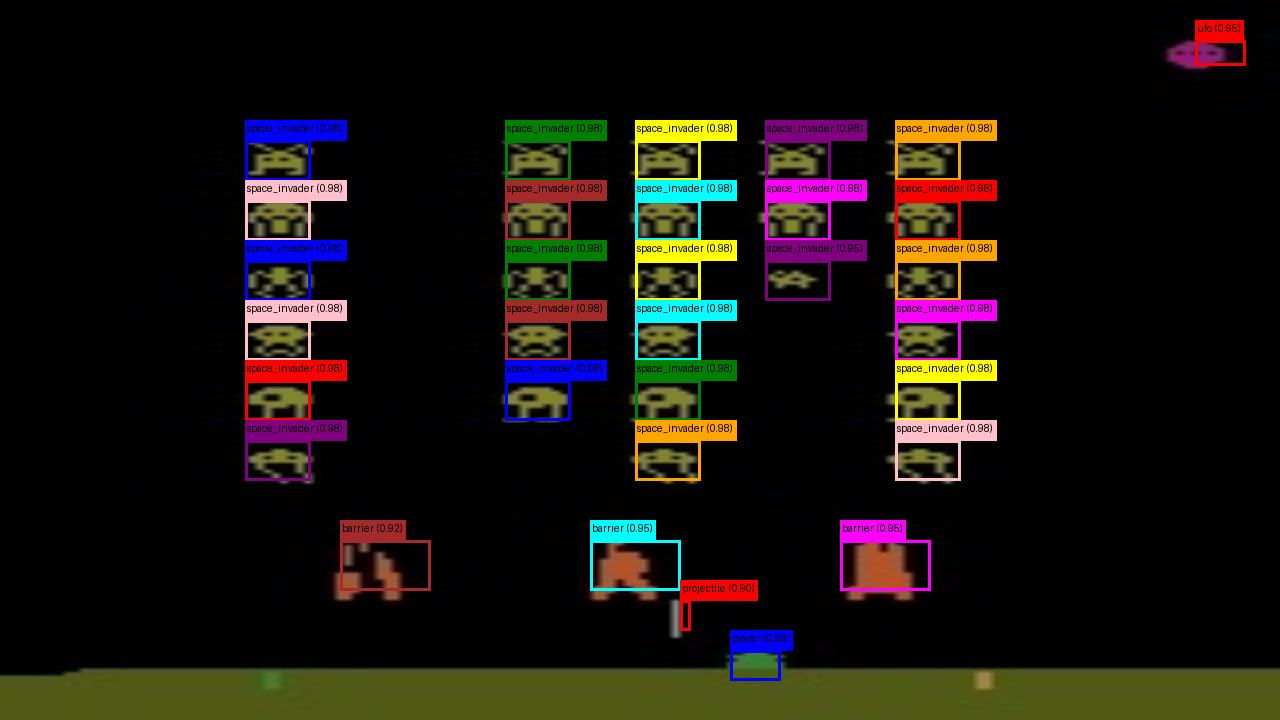 ufo (0.95)
space_invader (0.98) space_invader (0.98) space_invader (0.98) space_invader (0.98) space_invader (0.98)
space_invader (0.98) space_invader (0.98) space_invader (0.98) space_invader (0.98) space_invader (0.98)
space_invader (0.98) space_invader (0.98) space_invader (0.98) space_invader (0.95) space_invader (0.98)
space_invader (0.98) space_invader (0.98) space_invader (0.98) space_invader (0.98)
space_invader (0.98) space_invader (0.98) space_invader (0.98) space_invader (0.98)
space_invader (0.98) space_invader (0.98) space_invader (0.98)
barrier (0.92) barrier (0.95) barrier (0.95)
projectile (0.90)
player (0.98)